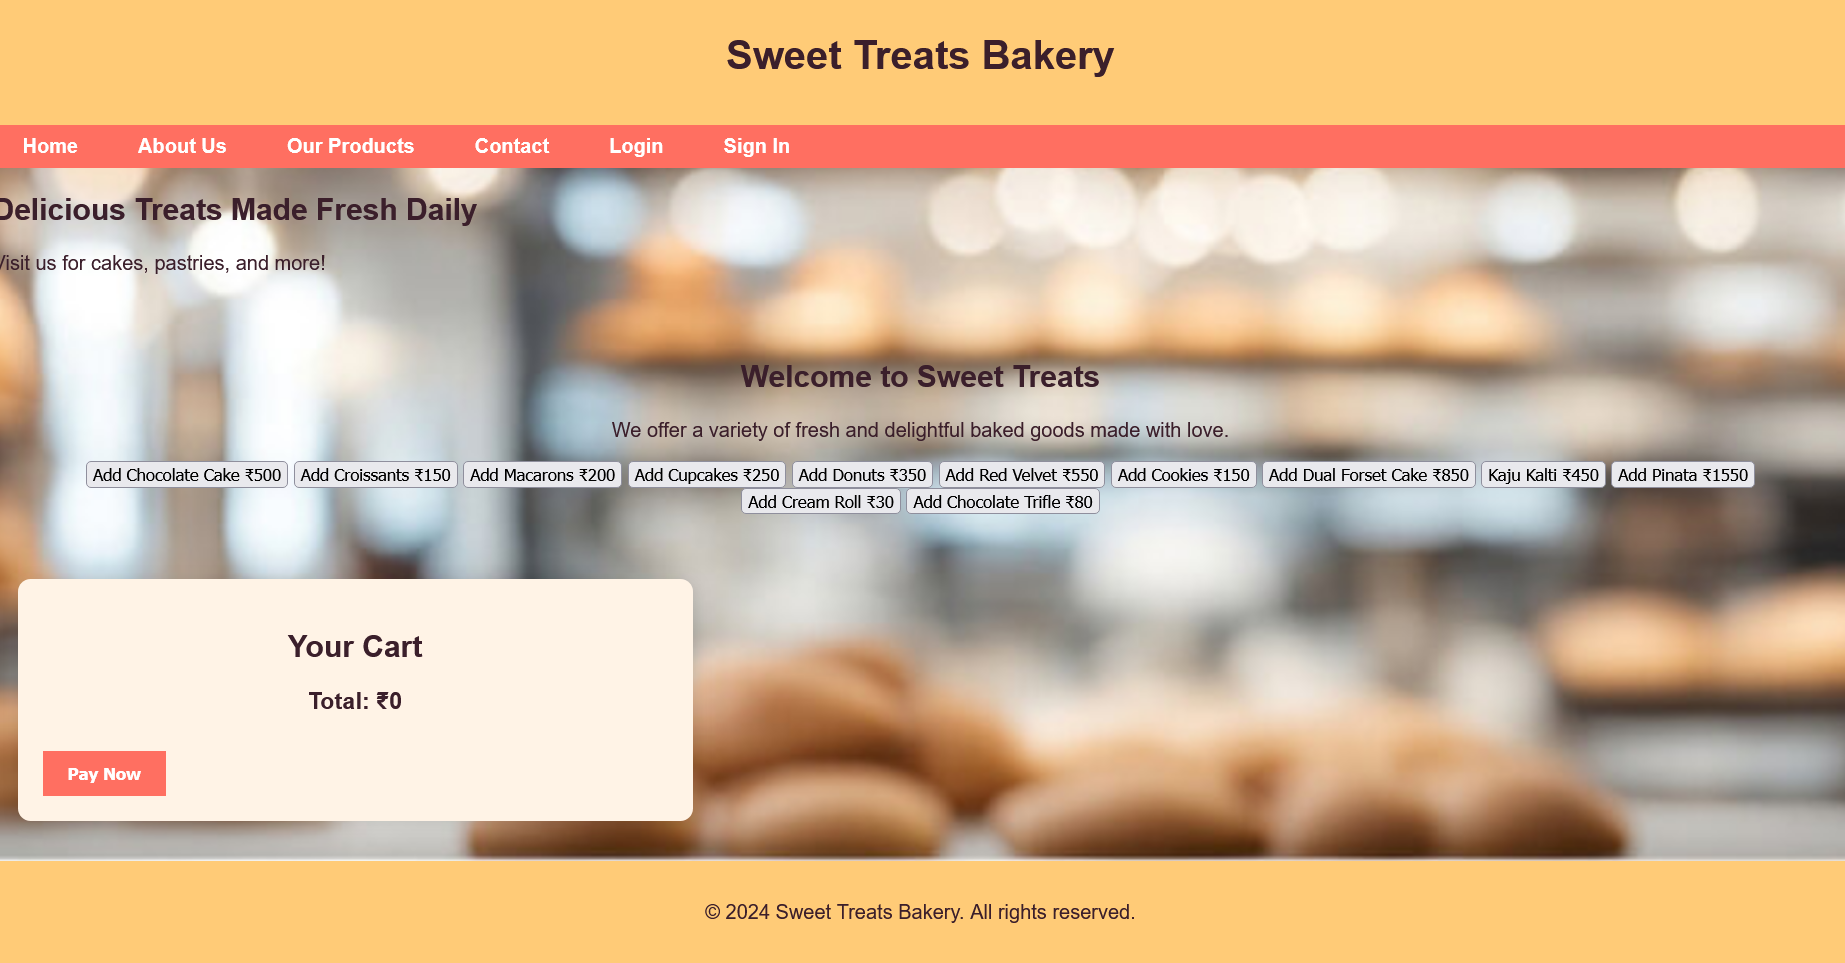 Sweet Treats Bakery
Home About Us Our Products Contact Login Sign In
Delicious Treats Made Fresh Daily
Visit us for cakes, pastries, and more!
Welcome to Sweet Treats
We offer a variety of fresh and delightful baked goods made with love.
Add Chocolate Cake ₹500 Add Croissants ₹150 Add Macarons ₹200 Add Cupcakes ₹250 Add Donuts ₹350 Add Red Velvet ₹550 Add Cookies ₹150 Add Dual Forset Cake ₹850 Kaju Kalti ₹450 Add Pinata ₹1550
Add Cream Roll ₹30 Add Chocolate Trifle ₹80
Your Cart
Total: ₹0
Pay Now
© 2024 Sweet Treats Bakery. All rights reserved.